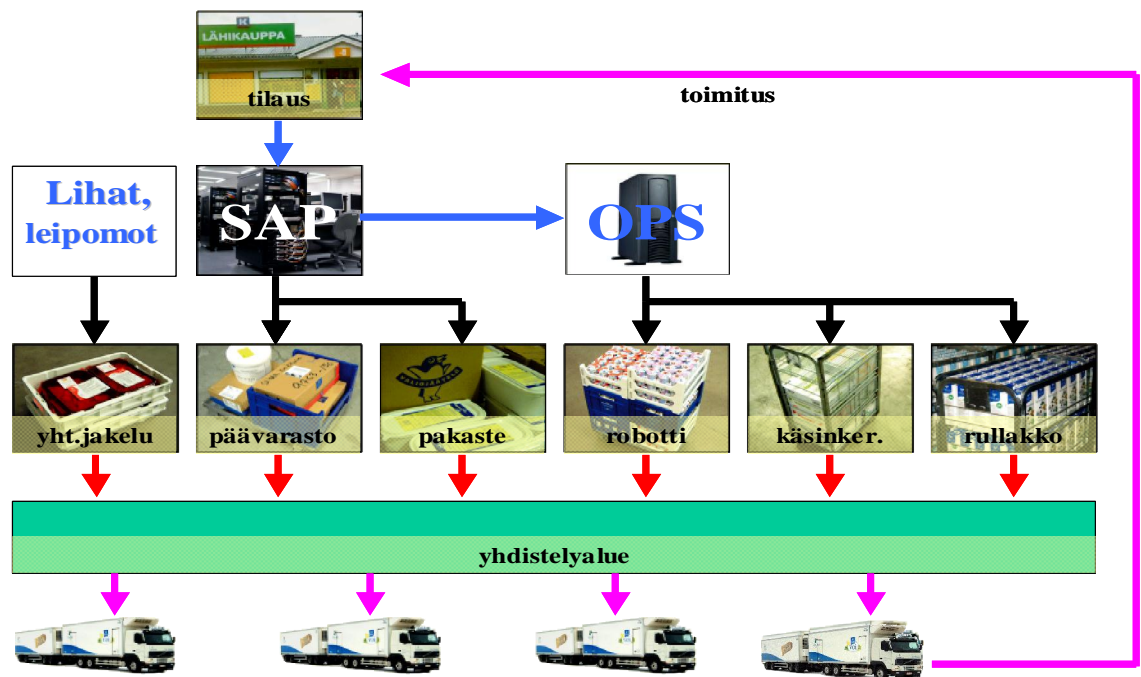 K
LÄHIKAUPPA
tilaus
toimitus
Lihat,
leipomot
SAP
OPS
yht.jakelu
päävarasto
pakaste
robotti
käsinker.
rullakko
yhdistelyalue